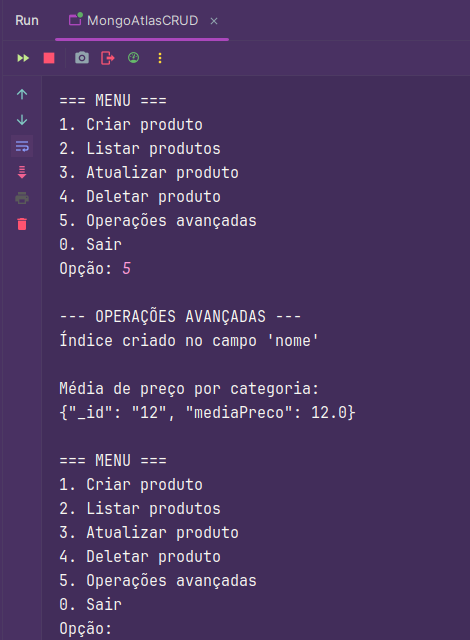 Run MongoAtlasCRUD
=== MENU ===
1. Criar produto
2. Listar produtos
3. Atualizar produto
4. Deletar produto
5. Operações avançadas
0. Sair
Opção: 5
--- OPERAÇÕES AVANÇADAS ---
Índice criado no campo 'nome'
Média de preço por categoria:
{"_id": "12", "mediaPreco": 12.0}
=== MENU ===
1. Criar produto
2. Listar produtos
3. Atualizar produto
4. Deletar produto
5. Operações avançadas
0. Sair
Opção: